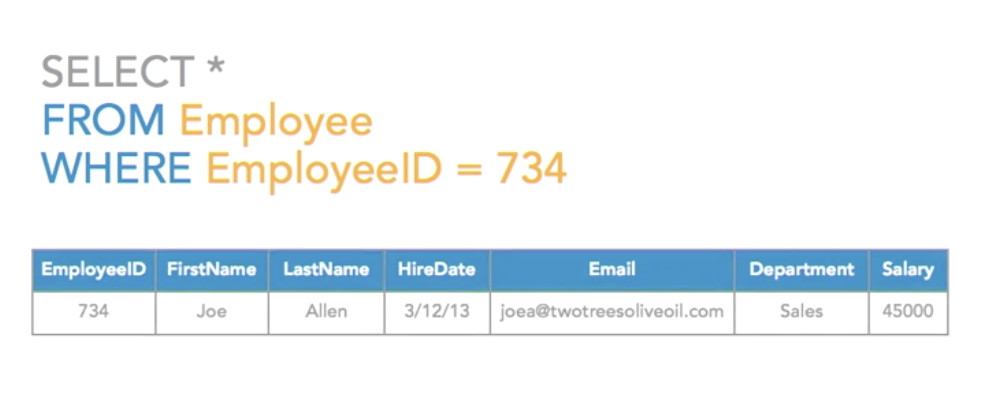 SELECT *
FROM Employee
WHERE EmployeeID = 734
EmployeeID FirstName LastName HireDate Email Department Salary
734 Joe Allen 3/12/13 joea@twotreesoliveoil.com Sales 45000